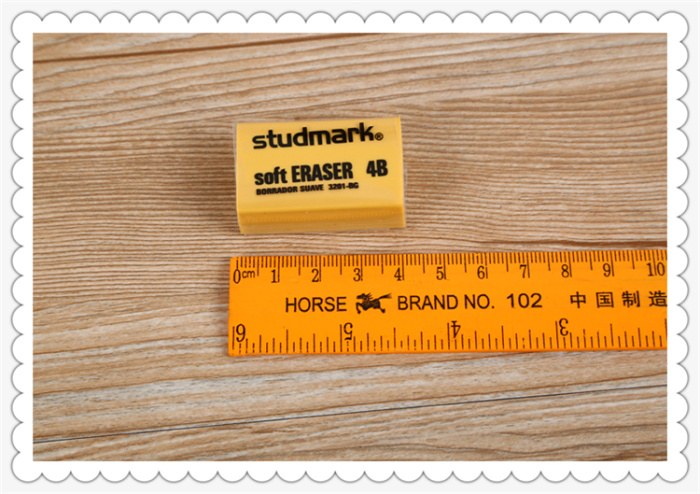 studmark®
soft ERASER 4B
BORRADOR SUAVE 3201-BG
0cm 1 2 3 4 5 6 7 8 9 10
HORSE BRAND NO. 102 中国制造
6 5 4 3